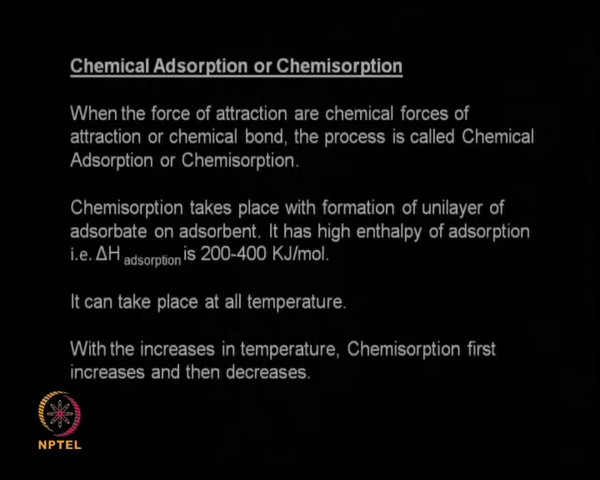 Chemical Adsorption or Chemisorption
When the force of attraction are chemical forces of
attraction or chemical bond, the process is called Chemical
Adsorption or Chemisorption.
Chemisorption takes place with formation of unilayer of
adsorbate on adsorbent. It has high enthalpy of adsorption
i.e. ΔH adsorption is 200-400 KJ/mol.
It can take place at all temperature.
With the increases in temperature, Chemisorption first
increases and then decreases.
NPTEL